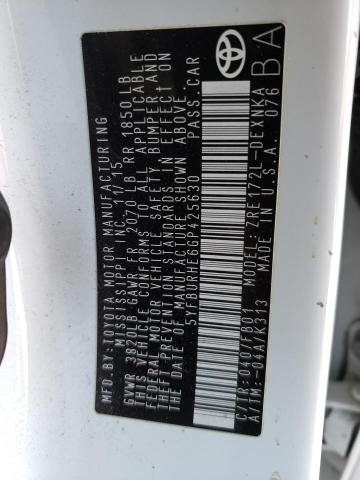 MFD.BY:TOYOTA MOTOR MANUFACTURING
MISSISSIPPI INC. 11/15
GVWR 3820LB GAWR FR 2070 LB RR 1850LB
THIS VEHICLE CONFORMS TO ALL APPLICABLE
FEDERAL MOTOR VEHICLE SAFETY, BUMPER, AND
THEFT PREVENTION STANDARDS IN EFFECT ON
THE DATE OF MANUFACTURE SHOWN ABOVE.
5YFBURHE6GP425630 PASS.CAR
C/TR:040/FB01 MODEL:ZRE172L-DEXNKA
A/TM:-04A/K313 MADE IN U.S.A. 076
BA